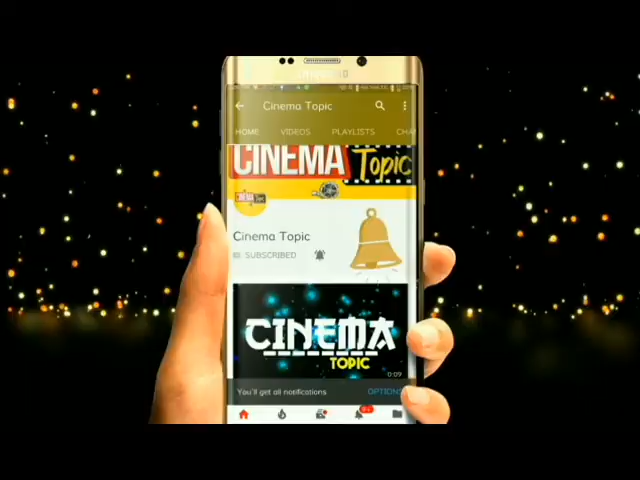 Cinema Topic
HOME VIDEOS PLAYLISTS CHA
CINEMA Topic
Cinema Topic
SUBSCRIBED
CINEMA
TOPIC
0:09
You'll get all notifications OPTIONS